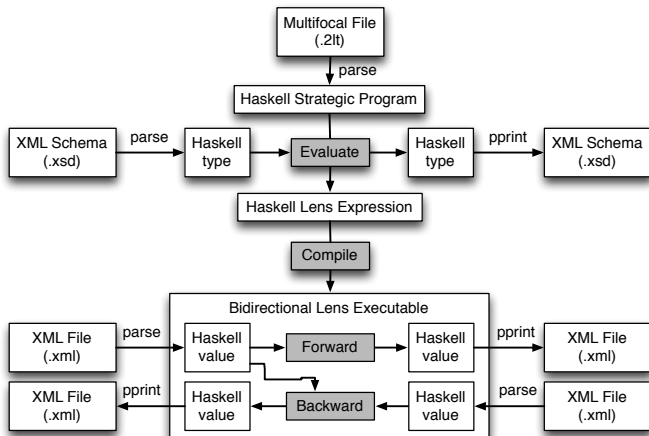 Multifocal File
(.2lt)
parse
Haskell Strategic Program
XML Schema
(.xsd)
parse
Haskell
type
Evaluate
Haskell
type
pprint
XML Schema
(.xsd)
Haskell Lens Expression
Compile
Bidirectional Lens Executable
XML File
(.xml)
parse
Haskell
value
Forward
Haskell
value
pprint
XML File
(.xml)
XML File
(.xml)
pprint
Haskell
value
Backward
Haskell
value
parse
XML File
(.xml)